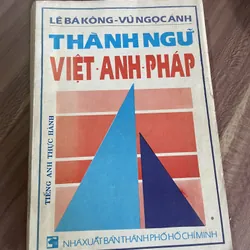 LÊ BÁ KÔNG - VŨ NGỌC ÁNH
THÀNH NGỮ
VIỆT • ANH • PHÁP
TIẾNG ANH THỰC HÀNH
NHÀ XUẤT BẢN THÀNH PHỐ HỒ CHÍ MINH